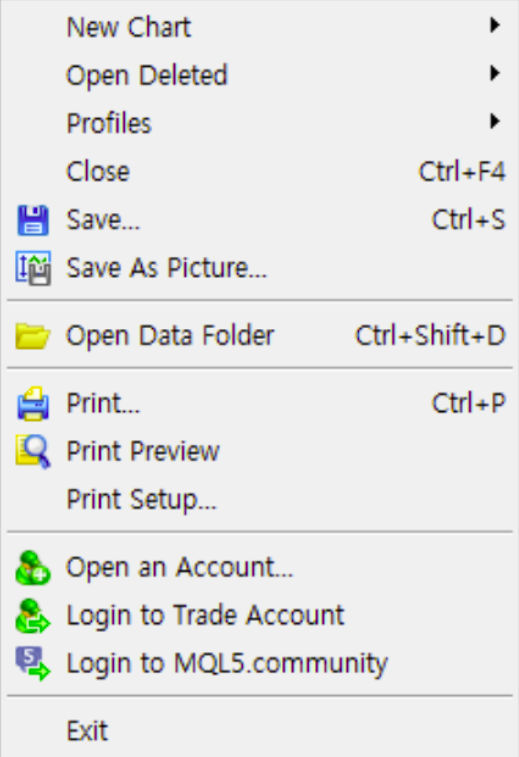 New Chart
Open Deleted
Profiles
Close Ctrl+F4
Save... Ctrl+S
Save As Picture...
Open Data Folder Ctrl+Shift+D
Print... Ctrl+P
Print Preview
Print Setup...
Open an Account...
Login to Trade Account
5 Login to MQL5.community
Exit